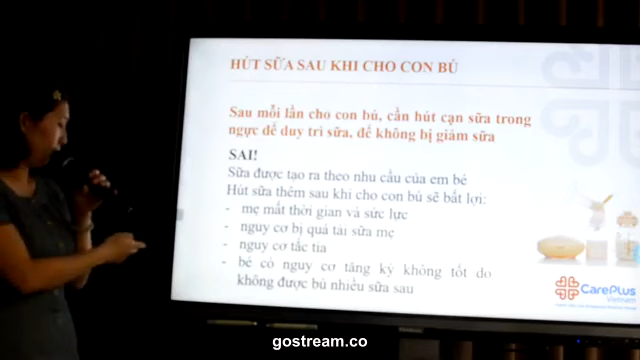 HÚT SỮA SAU KHI CHO CON BÚ
Sau mỗi lần cho con bú, cần hút cạn sữa trong
ngực để duy trì sữa, để không bị giảm sữa
SAI!
Sữa được tạo ra theo nhu cầu của em bé
Hút sữa thêm sau khi cho con bú sẽ bất lợi:
- mẹ mất thời gian và sức lực
- nguy cơ bị quá tải sữa mẹ
- nguy cơ tắc tia
- bé có nguy cơ tăng ký không tốt do
không được bú nhiều sữa sau
CarePlus
Vietnam
gostream.co